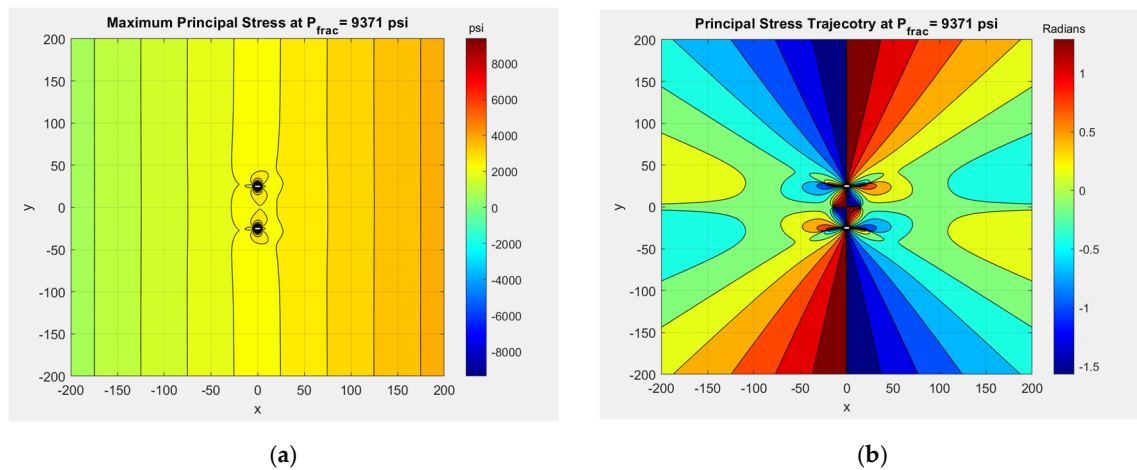 Maximum Principal Stress at P_frac= 9371 psi
psi
200
150
100
50
0
-50
-100
-150
-200
y
-200 -150 -100 -50 0 50 100 150 200
x
8000
6000
4000
2000
0
-2000
-4000
-6000
-8000
(a)
Principal Stress Trajecotry at P_frac= 9371 psi
Radians
200
150
100
50
0
-50
-100
-150
-200
y
-200 -150 -100 -50 0 50 100 150 200
x
1
0.5
0
-0.5
-1
-1.5
(b)